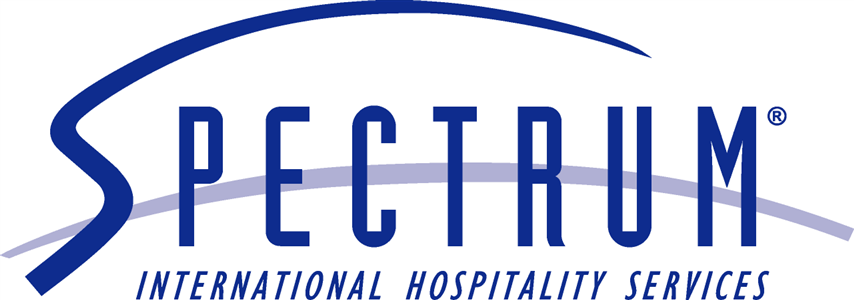 SPECTRUM®
INTERNATIONAL HOSPITALITY SERVICES